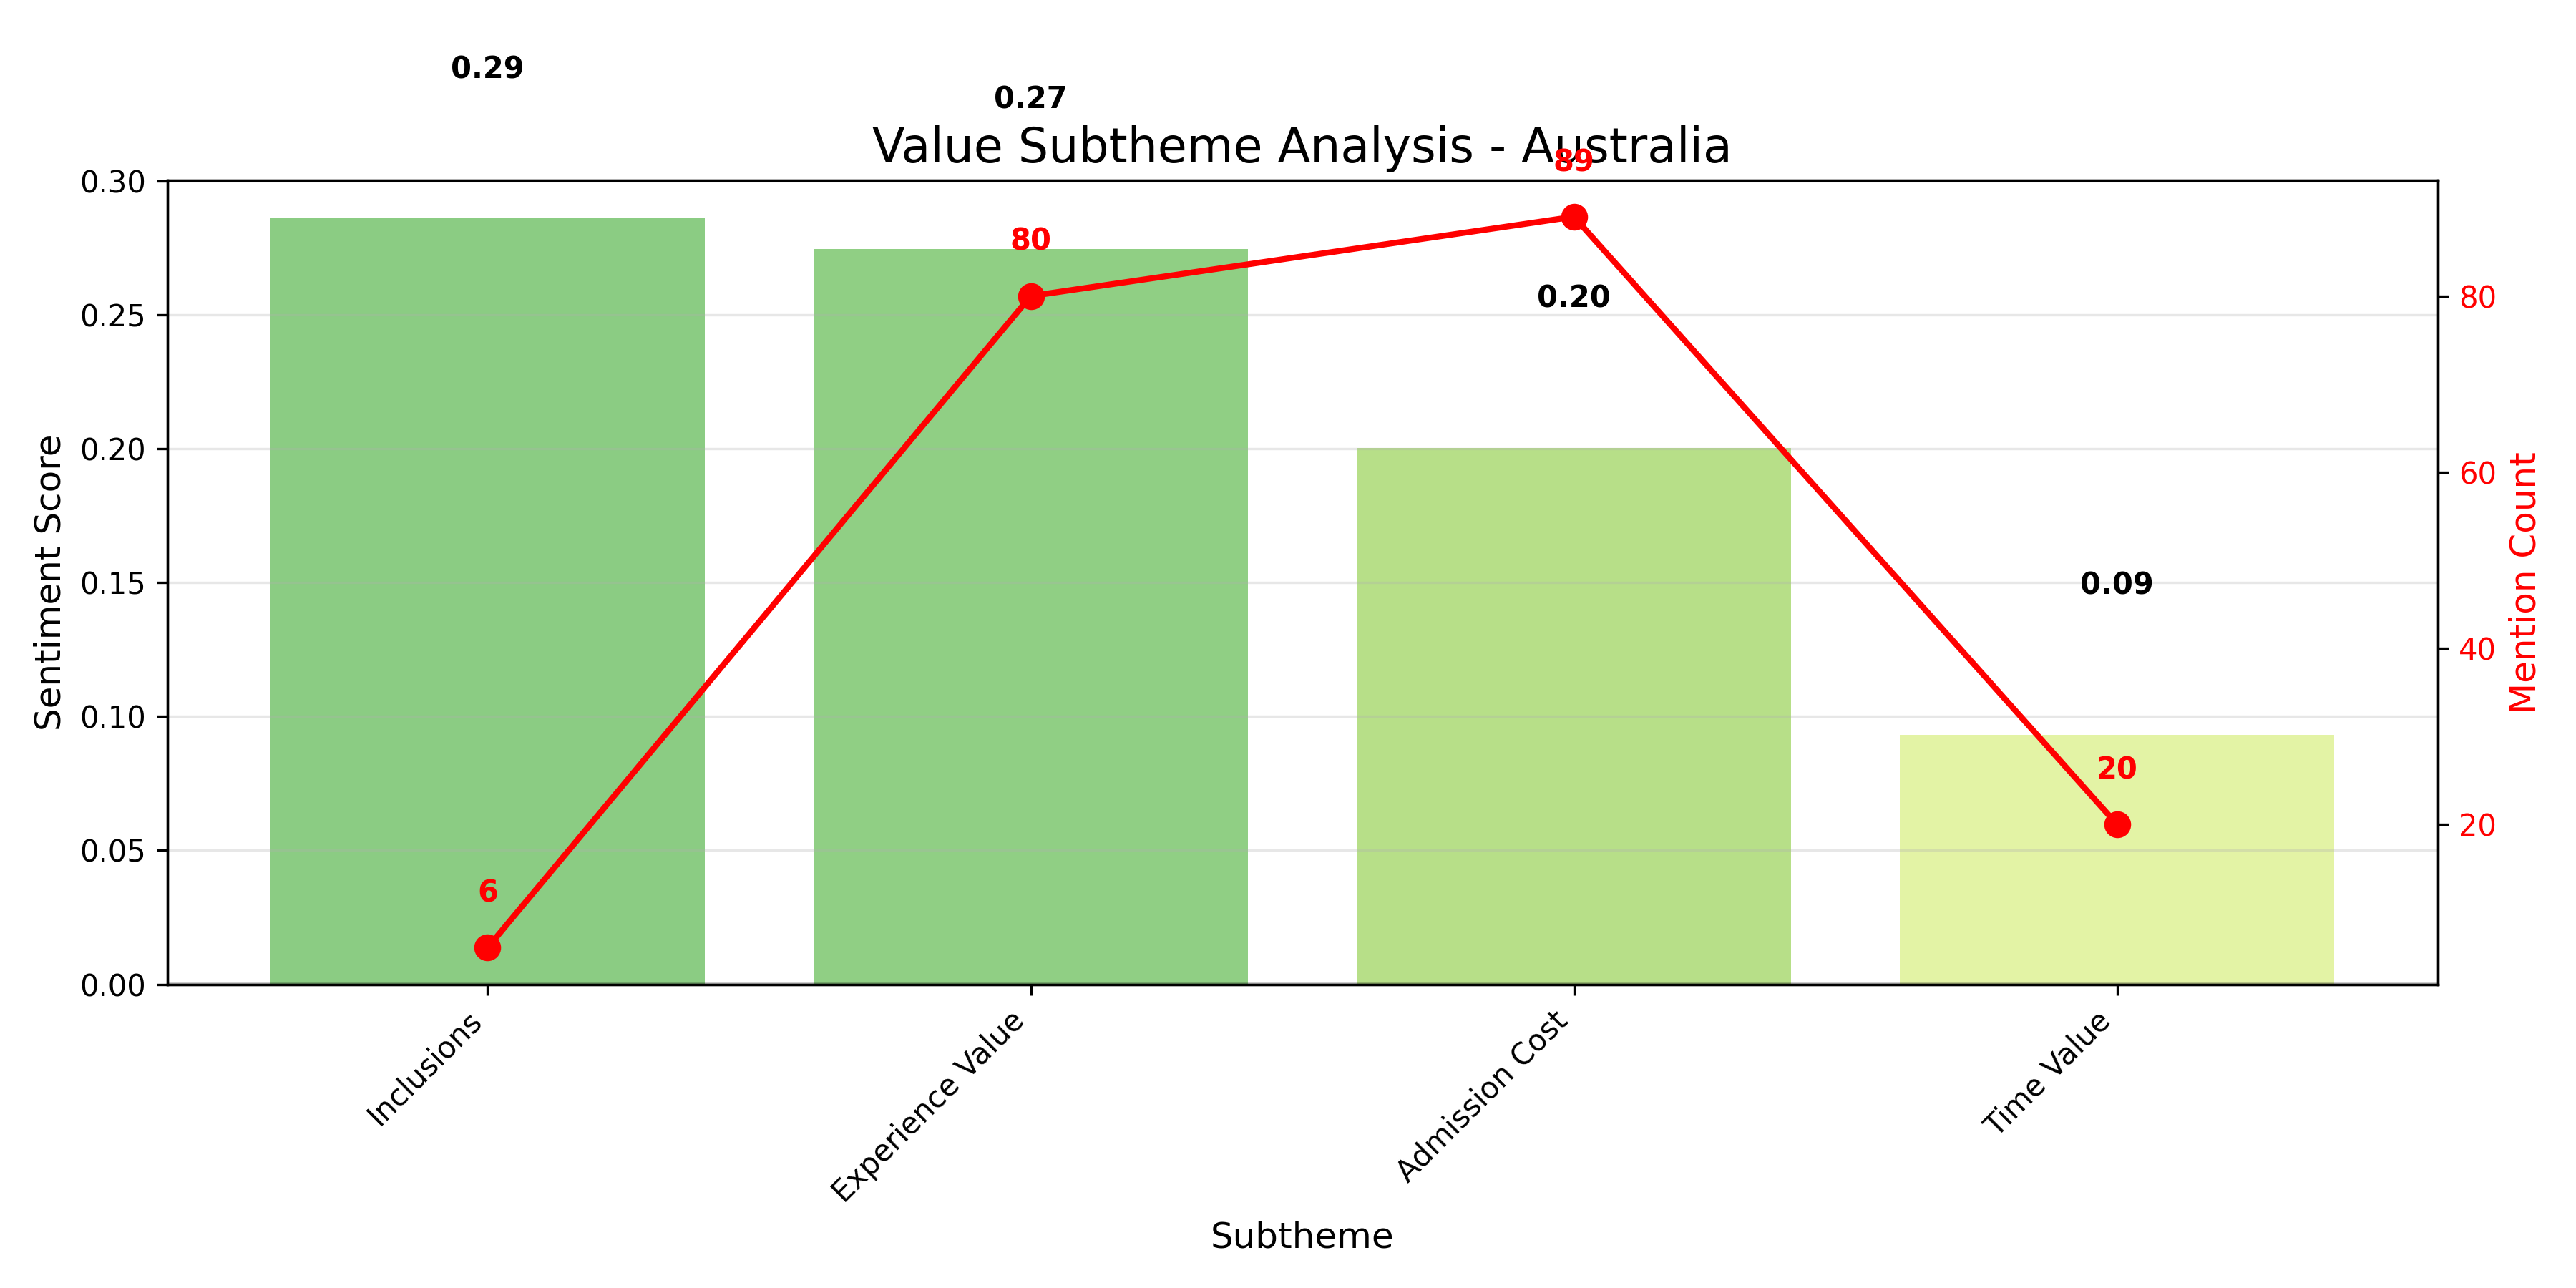 0.29
0.27
Value Subtheme Analysis - Australia
89
0.30
80
0.25
0.20
80
0.20
60
Sentiment Score
Mention Count
0.15
0.09
40
0.10
20
0.05
20
6
0.00
Inclusions
Experience Value
Admission Cost
Time Value
Subtheme